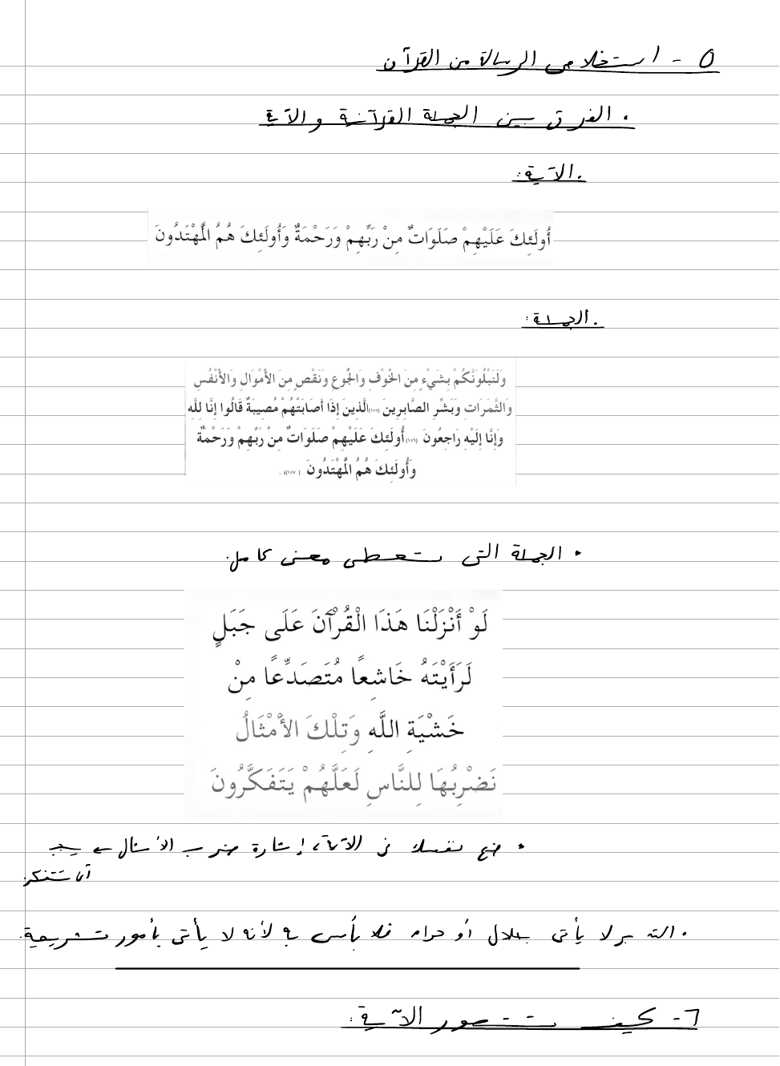 ٥ - استخلاص الرسالة من القرآن
• الفرق بين الجملة القرآنية والآية
• الآية:
أُولَئِكَ عَلَيْهِمْ صَلَوَاتٌ مِنْ رَبِّهِمْ وَرَحْمَةٌ وَأُولَئِكَ هُمُ الْمُهْتَدُونَ
• الجملة:
وَلَنَبْلُوَنَّكُمْ بِشَيْءٍ مِنَ الْخَوْفِ وَالْجُوعِ وَنَقْصٍ مِنَ الْأَمْوَالِ وَالْأَنْفُسِ
وَالثَّمَرَاتِ وَبَشِّرِ الصَّابِرِينَ (١٥٥) الَّذِينَ إِذَا أَصَابَتْهُمْ مُصِيبَةٌ قَالُوا إِنَّا لِلَّهِ
وَإِنَّا إِلَيْهِ رَاجِعُونَ (١٥٦) أُولَئِكَ عَلَيْهِمْ صَلَوَاتٌ مِنْ رَبِّهِمْ وَرَحْمَةٌ
وَأُولَئِكَ هُمُ الْمُهْتَدُونَ (١٥٧).
• الجملة التي تعطي معنى كامل.
لَوْ أَنْزَلْنَا هَذَا الْقُرْآنَ عَلَى جَبَلٍ
لَرَأَيْتَهُ خَاشِعًا مُتَصَدِّعًا مِنْ
خَشْيَةِ اللَّهِ وَتِلْكَ الْأَمْثَالُ
نَضْرِبُهَا لِلنَّاسِ لَعَلَّهُمْ يَتَفَكَّرُونَ
• ضع نفسك في الآية، إشارة ضرب الأمثال ← يجب
أن تتفكر.
• التدبر لا يأتي بحلال أو حرام فلا بأس به لأنه لا يأتي بأمور تشريعية.
٦- كيف تتصور الآية: